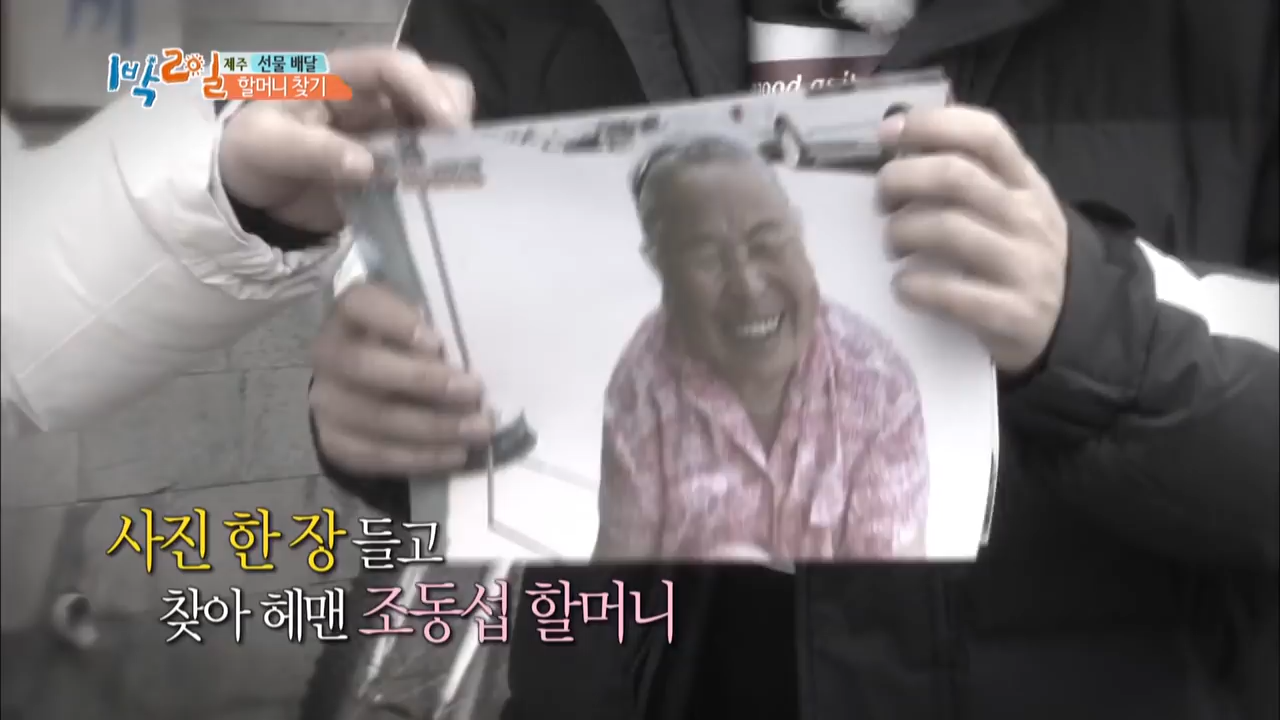 1박2일
제주 선물 배달
할머니 찾기
사진 한 장 들고
찾아 헤맨 조동섭 할머니